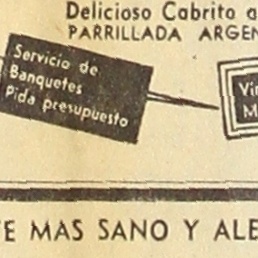 Delicioso Cabrito a
PARRILLADA ARGEN
Servicio de
Banquetes
Pida presupuesto
Vi
M
E MAS SANO Y ALE